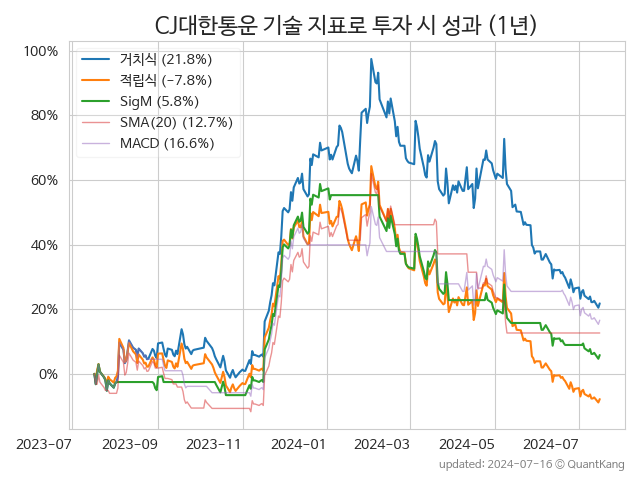 CJ대한통운 기술 지표로 투자 시 성과 (1년)
거치식 (21.8%)
적립식 (-7.8%)
SigM (5.8%)
SMA(20) (12.7%)
MACD (16.6%)
100%
80%
60%
40%
20%
0%
2023-07 2023-09 2023-11 2024-01 2024-03 2024-05 2024-07
updated: 2024-07-16 © QuantKang